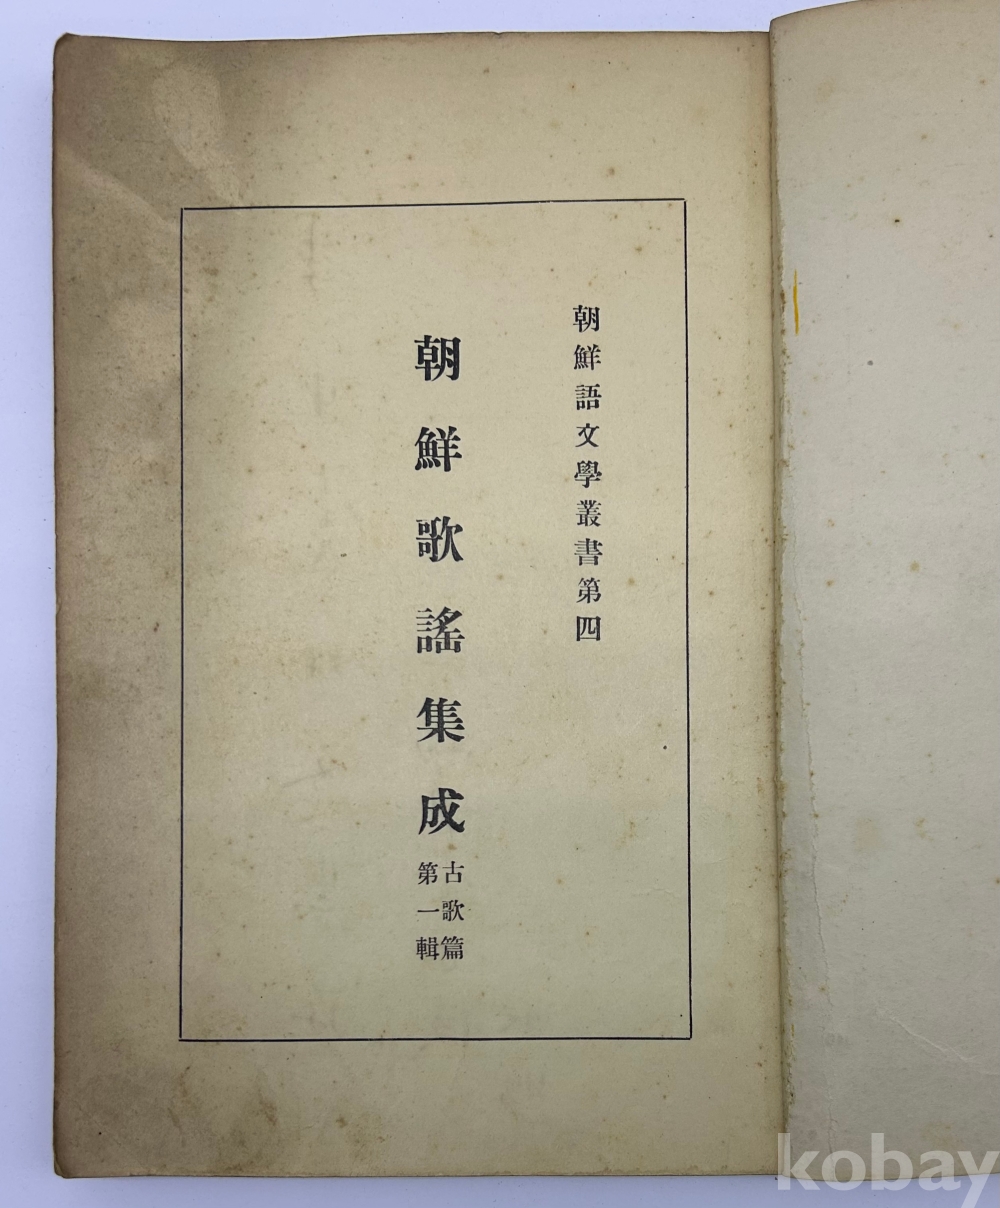 朝鮮語文學叢書第四
朝鮮歌謠集成
古歌篇
第一輯
kobay